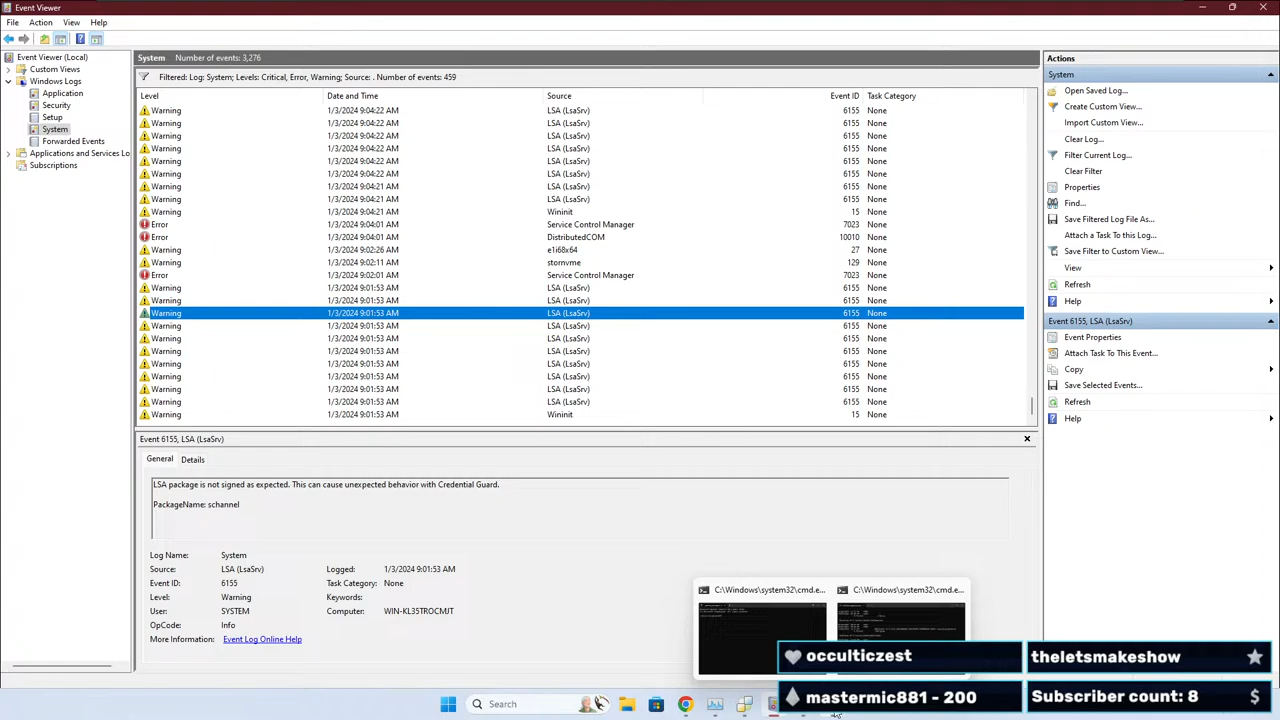 Event Viewer
File Action View Help
Event Viewer (Local)
Custom Views
Windows Logs
Application
Security
Setup
System
Forwarded Events
Applications and Services Lo
Subscriptions
System Number of events: 3,276
Filtered: Log: System; Levels: Critical, Error, Warning; Source: . Number of events: 459
Level Date and Time Source Event ID Task Category
Warning 1/3/2024 9:04:22 AM LSA (LsaSrv) 6155 None
Warning 1/3/2024 9:04:22 AM LSA (LsaSrv) 6155 None
Warning 1/3/2024 9:04:22 AM LSA (LsaSrv) 6155 None
Warning 1/3/2024 9:04:22 AM LSA (LsaSrv) 6155 None
Warning 1/3/2024 9:04:22 AM LSA (LsaSrv) 6155 None
Warning 1/3/2024 9:04:22 AM LSA (LsaSrv) 6155 None
Warning 1/3/2024 9:04:21 AM LSA (LsaSrv) 6155 None
Warning 1/3/2024 9:04:21 AM LSA (LsaSrv) 6155 None
Warning 1/3/2024 9:04:21 AM Wininit 15 None
Error 1/3/2024 9:04:01 AM Service Control Manager 7023 None
Error 1/3/2024 9:04:01 AM DistributedCOM 10010 None
Warning 1/3/2024 9:02:26 AM e1i68x64 27 None
Warning 1/3/2024 9:02:11 AM stornvme 129 None
Error 1/3/2024 9:02:01 AM Service Control Manager 7023 None
Warning 1/3/2024 9:01:53 AM LSA (LsaSrv) 6155 None
Warning 1/3/2024 9:01:53 AM LSA (LsaSrv) 6155 None
Warning 1/3/2024 9:01:53 AM LSA (LsaSrv) 6155 None
Warning 1/3/2024 9:01:53 AM LSA (LsaSrv) 6155 None
Warning 1/3/2024 9:01:53 AM LSA (LsaSrv) 6155 None
Warning 1/3/2024 9:01:53 AM LSA (LsaSrv) 6155 None
Warning 1/3/2024 9:01:53 AM LSA (LsaSrv) 6155 None
Warning 1/3/2024 9:01:53 AM LSA (LsaSrv) 6155 None
Warning 1/3/2024 9:01:53 AM LSA (LsaSrv) 6155 None
Warning 1/3/2024 9:01:53 AM LSA (LsaSrv) 6155 None
Warning 1/3/2024 9:01:53 AM Wininit 15 None
Event 6155, LSA (LsaSrv)
General Details
LSA package is not signed as expected. This can cause unexpected behavior with Credential Guard.
PackageName: schannel
Log Name: System
Source: LSA (LsaSrv) Logged: 1/3/2024 9:01:53 AM
Event ID: 6155 Task Category: None
Level: Warning Keywords:
User: SYSTEM Computer: WIN-KL35TROCMJT
OpCode: Info
More Information: Event Log Online Help
Actions
System
Open Saved Log...
Create Custom View...
Import Custom View...
Clear Log...
Filter Current Log...
Clear Filter
Properties
Find...
Save Filtered Log File As...
Attach a Task To this Log...
Save Filter to Custom View...
View
Refresh
Help
Event 6155, LSA (LsaSrv)
Event Properties
Attach Task To This Event...
Copy
Save Selected Events...
Refresh
Help
C:\Windows\system32\cmd.e... C:\Windows\system32\cmd.e...
occulticzest theletsmakeshow
mastermic881 - 200 Subscriber count: 8
Search